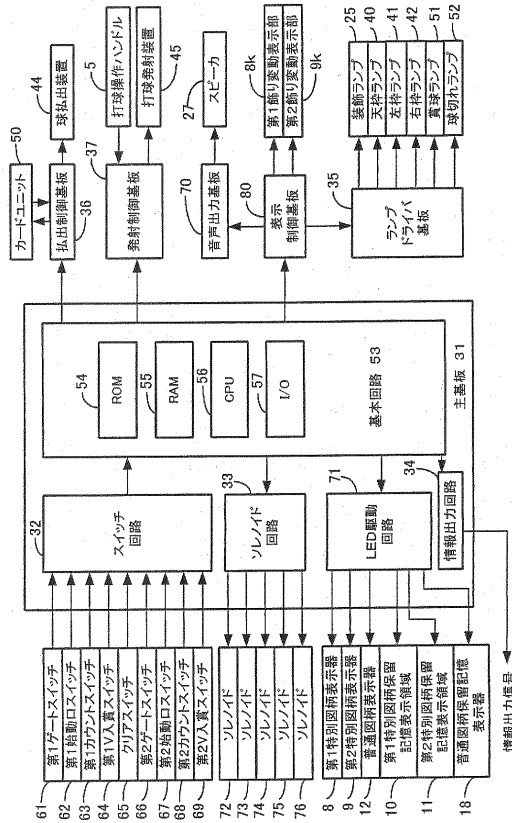 61
第1ゲートスイッチ
62
第1始動口スイッチ
63
第1カウントスイッチ
64
第1V入賞スイッチ
65
クリアスイッチ
66
第2ゲートスイッチ
67
第2始動口スイッチ
68
第2カウントスイッチ
69
第2V入賞スイッチ
72
ソレノイド
73
ソレノイド
74
ソレノイド
75
ソレノイド
76
ソレノイド
8
第1特別図柄表示器
9
第2特別図柄表示器
12
普通図柄表示器
10
第1特別図柄保留
記憶表示領域
11
第2特別図柄保留
記憶表示領域
18
普通図柄保留記憶
表示器
情報出力信号
32
スイッチ
回路
33
ソレノイド
回路
71
LED駆動
回路
34
情報出力回路
54
ROM
55
RAM
56
CPU
57
I/O
基本回路 53
主基板 31
50
カードユニット
36
払出制御基板
44
球払出装置
37
発射制御基板
5
打球操作ハンドル
45
打球発射装置
70
音声出力基板
27
スピーカ
80
表示
制御基板
8k
第1飾り変動表示部
9k
第2飾り変動表示部
35
ランプ
ドライバ
基板
25
装飾ランプ
40
天枠ランプ
41
左枠ランプ
42
右枠ランプ
51
賞球ランプ
52
球切れランプ